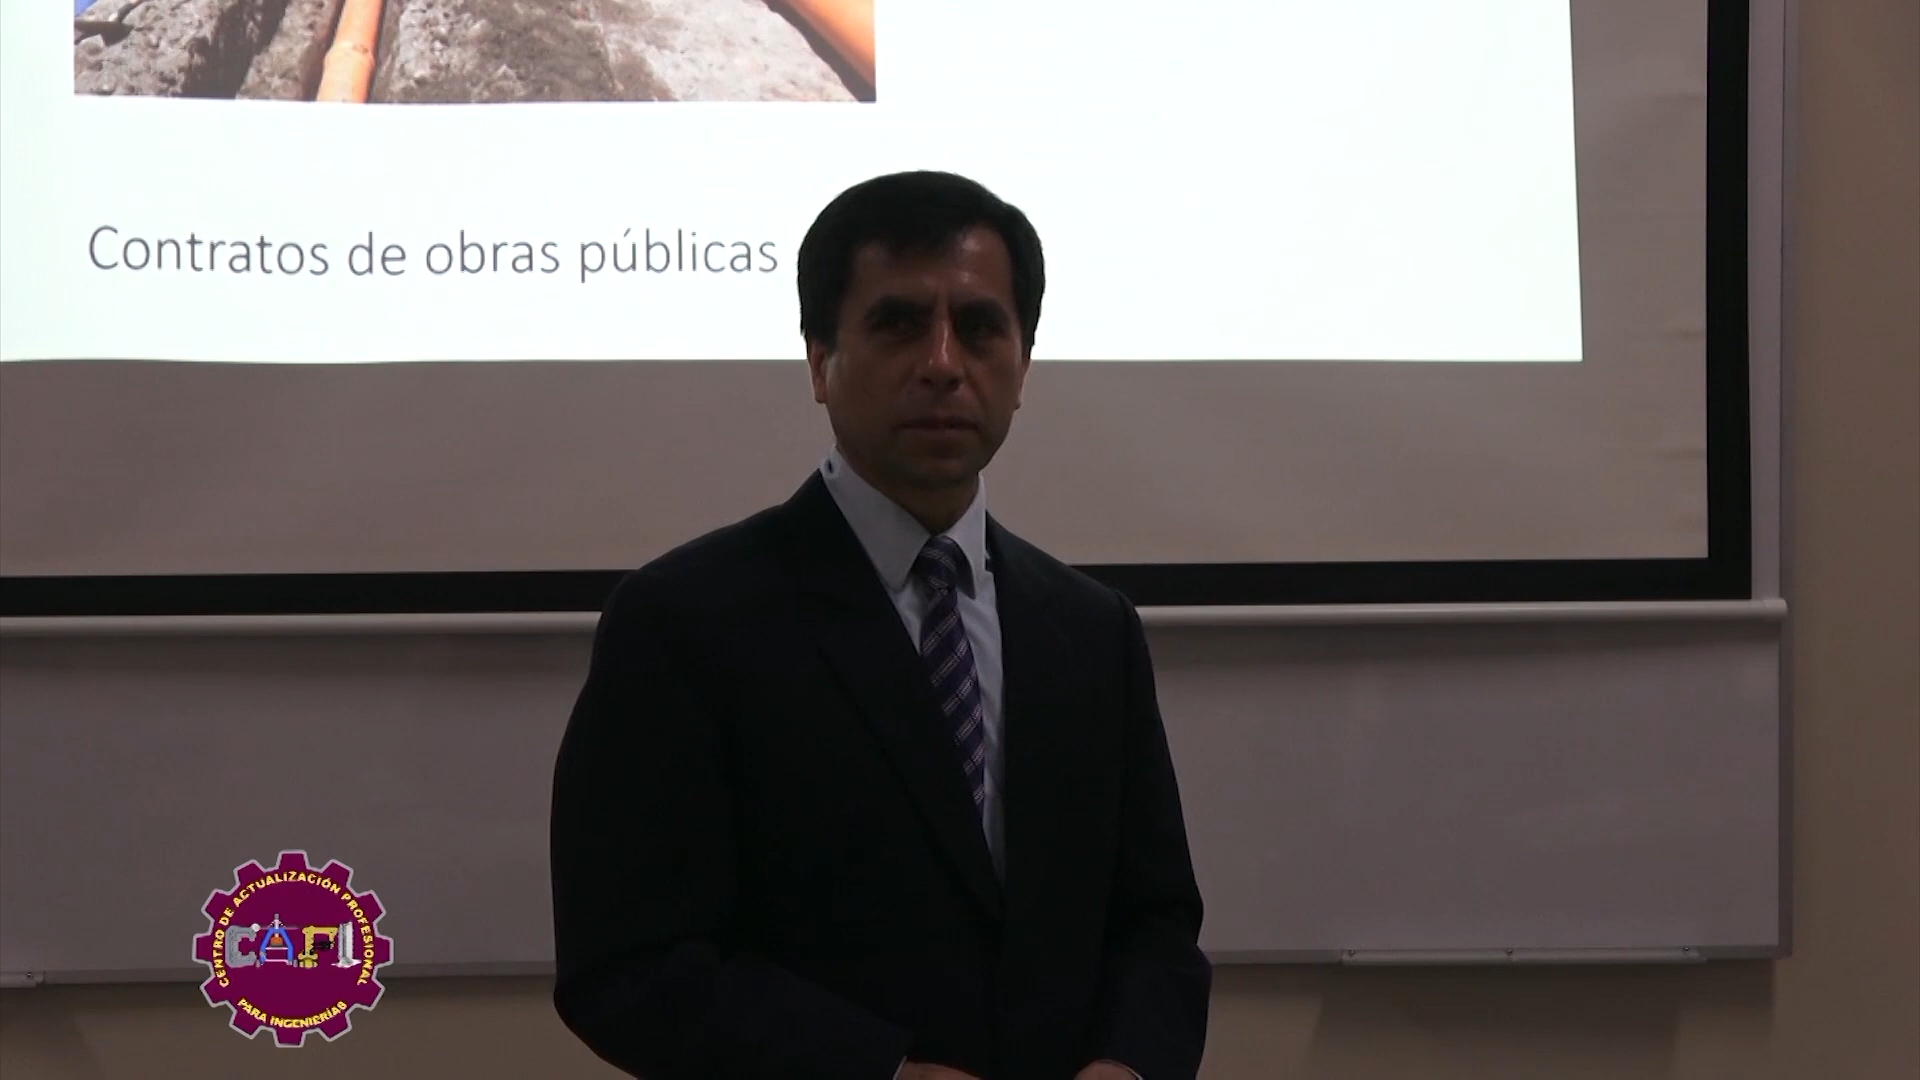 Contratos de obras públicas
CENTRO DE ACTUALIZACIÓN PROFESIONAL
CAPI
PARA INGENIERÍAS